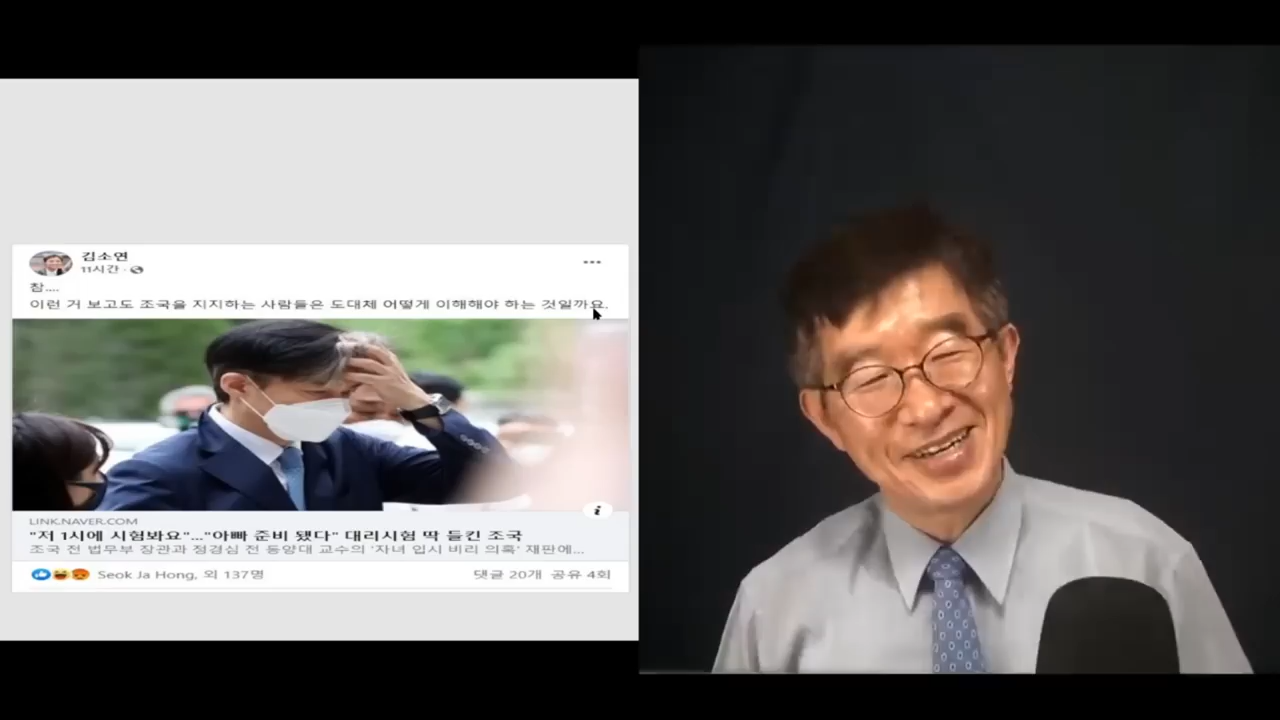 김소연
11시간 ·
참....
이런 거 보고도 조국을 지지하는 사람들은 도대체 어떻게 이해해야 하는 것일까요.
LINK.NAVER.COM
"저 1시에 시험봐요"..."아빠 준비 됐다" 대리시험 딱 들킨 조국
조국 전 법무부 장관과 정경심 전 동양대 교수의 '자녀 입시 비리 의혹' 재판에...
Seok Ja Hong, 외 137명
댓글 20개 공유 4회